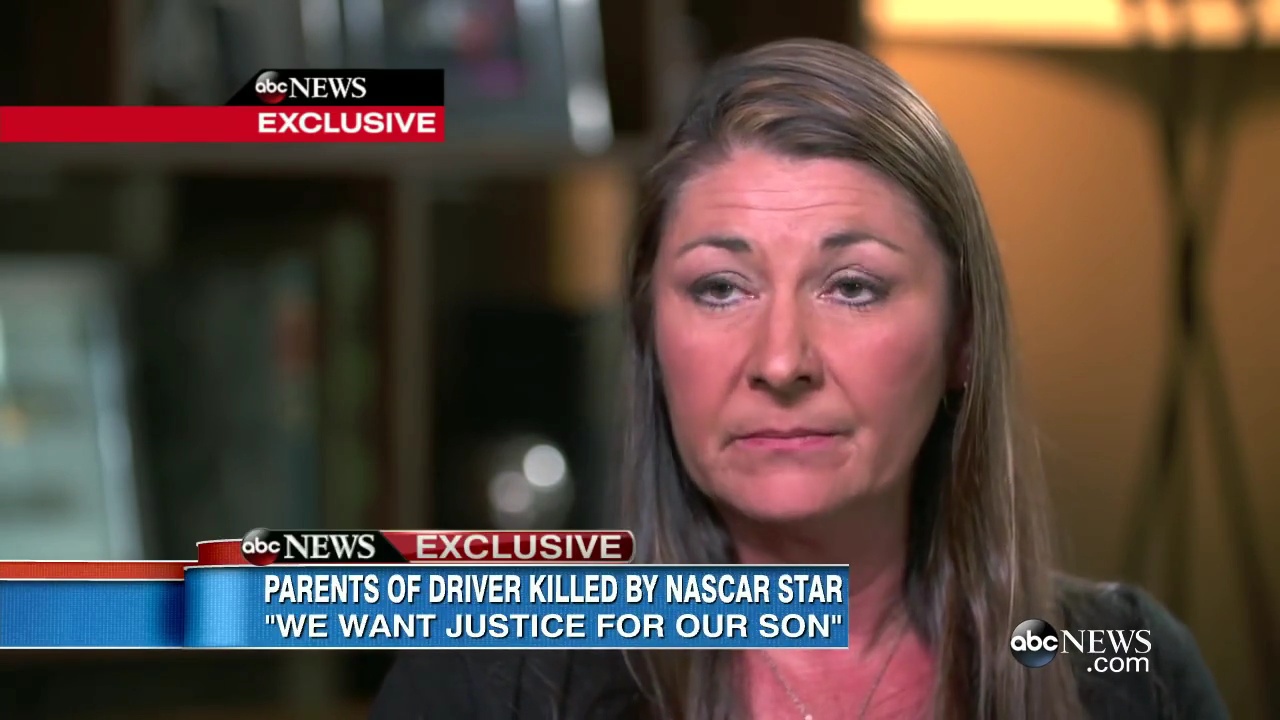 abc NEWS
EXCLUSIVE
abc NEWS EXCLUSIVE
PARENTS OF DRIVER KILLED BY NASCAR STAR
"WE WANT JUSTICE FOR OUR SON"
abc NEWS
.com